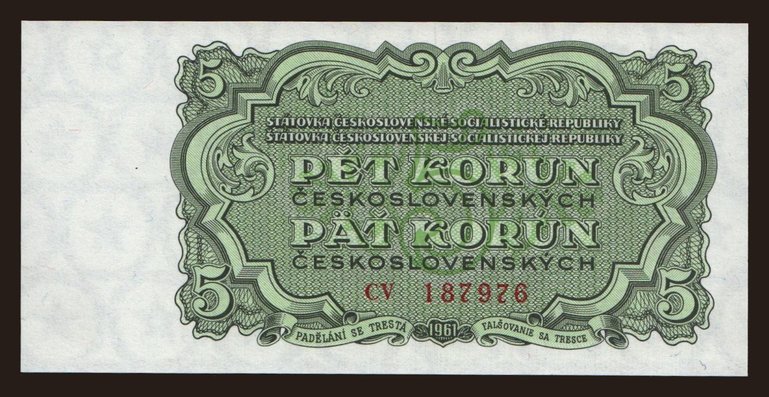 5 5
STÁTOVKA ČESKOSLOVENSKÉ SOCIALISTICKÉ REPUBLIKY
ŠTÁTOVKA ČESKOSLOVENSKEJ SOCIALISTICKEJ REPUBLIKY
PĚT KORUN
ČESKOSLOVENSKÝCH
PÄŤ KORÚN
ČESKOSLOVENSKÝCH
5 5
CV 187976
PADĚLÁNÍ SE TRESTÁ 1961 FALŠOVANIE SA TRESCE